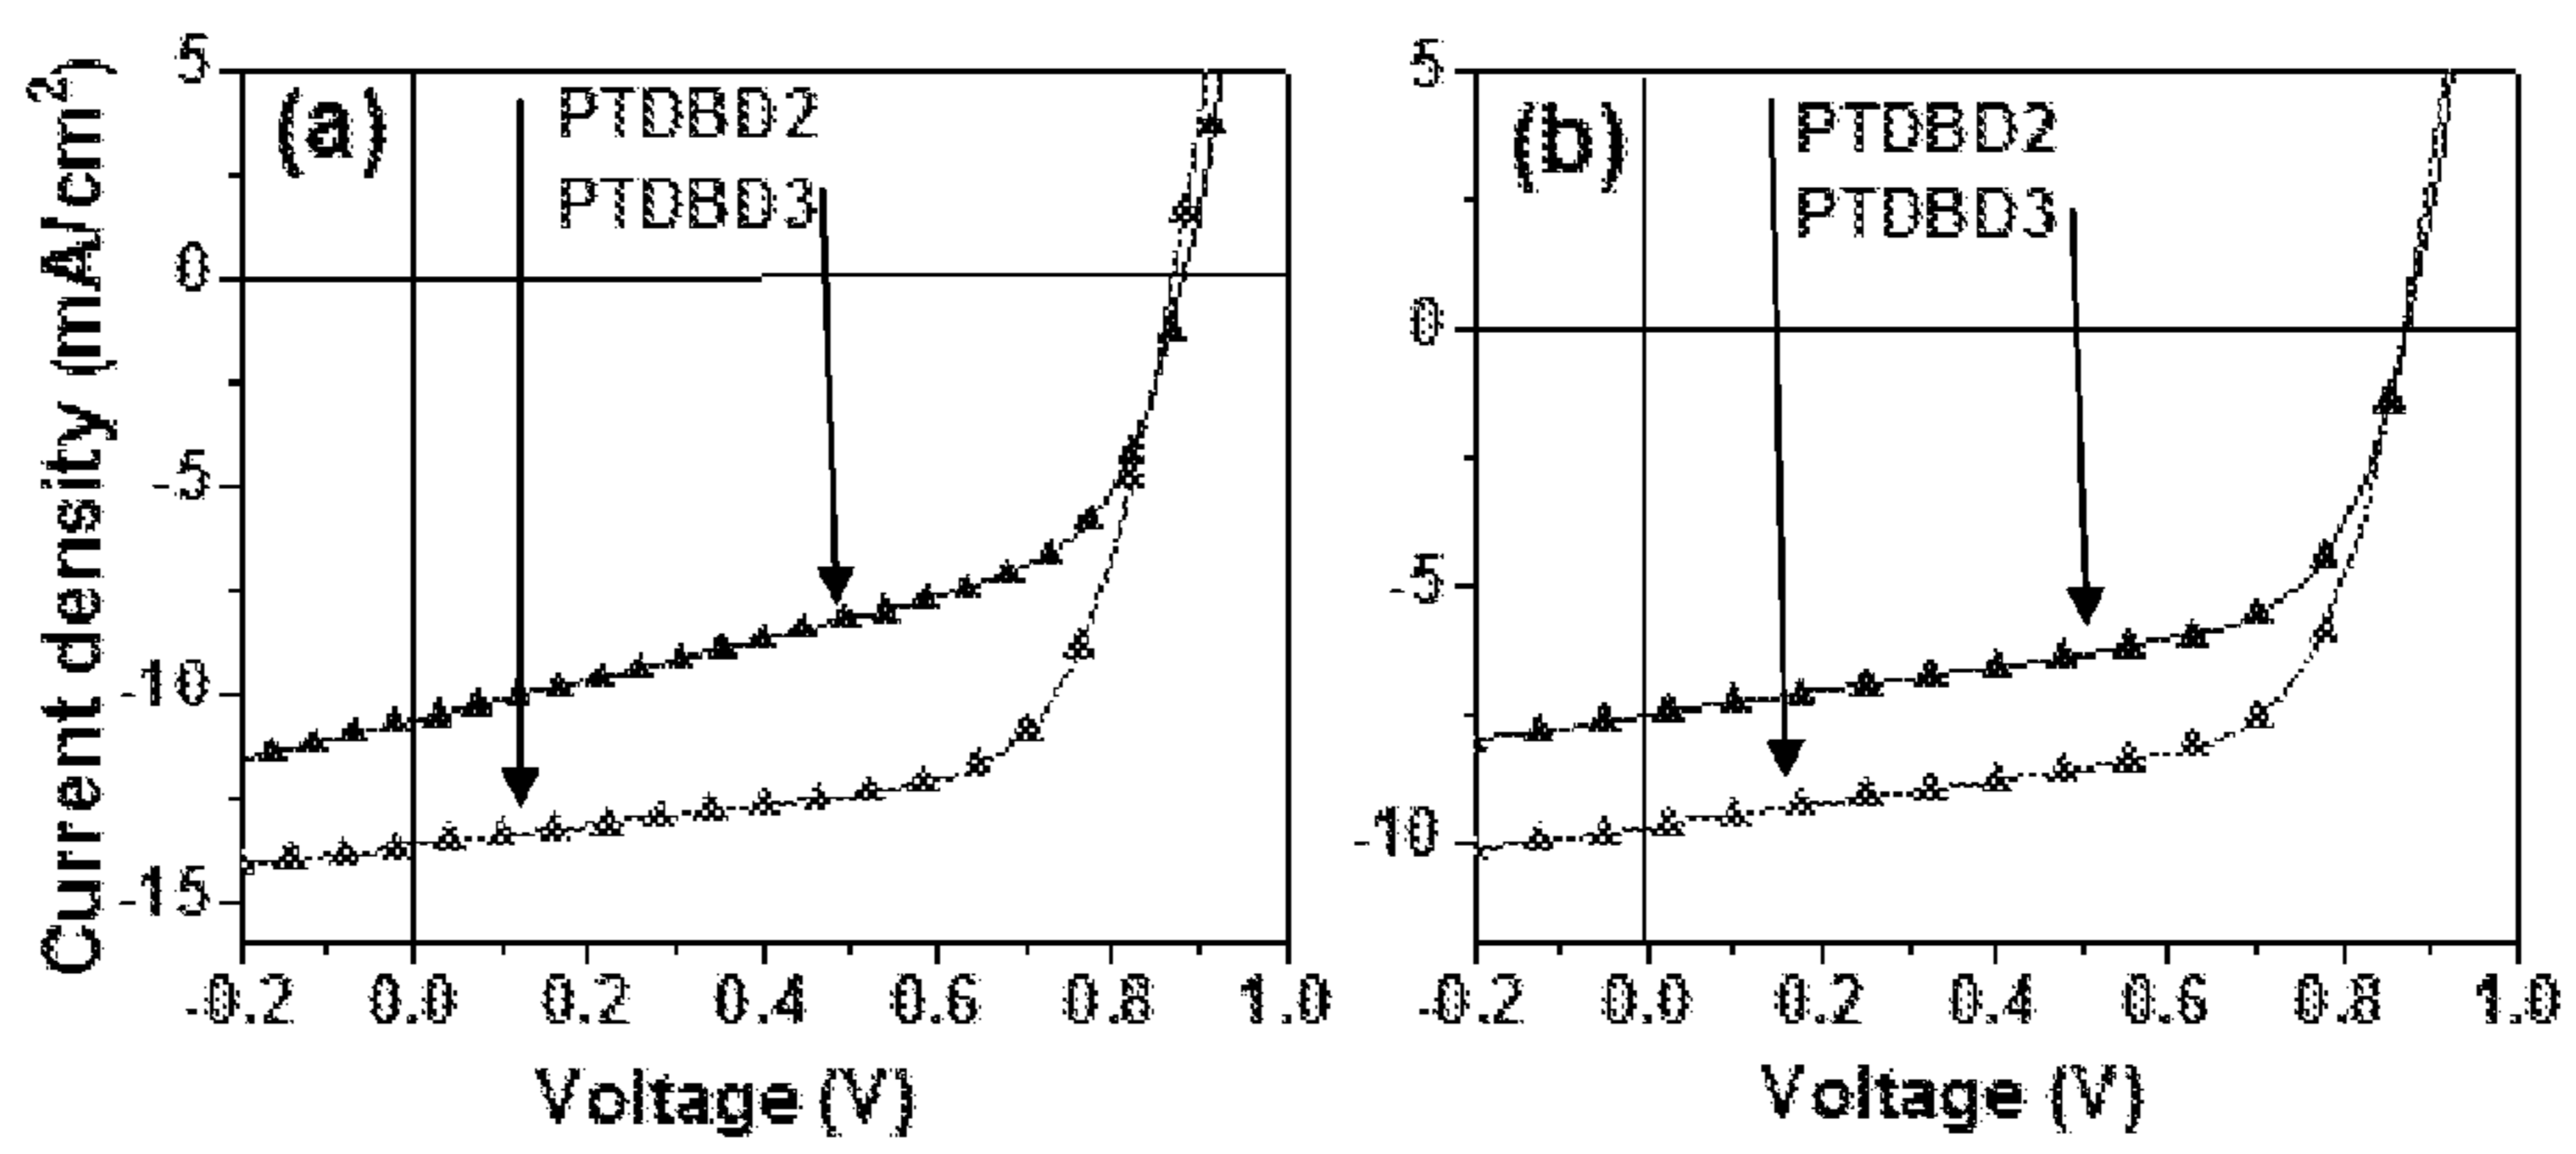 Current density (mA/cm²)
5
0
-5
-10
-15
(a)
PTDBD2
PTDBD3
-0.2 0.0 0.2 0.4 0.6 0.8 1.0
Voltage (V)
5
0
-5
-10
(b)
PTDBD2
PTDBD3
-0.2 0.0 0.2 0.4 0.6 0.8 1.0
Voltage (V)